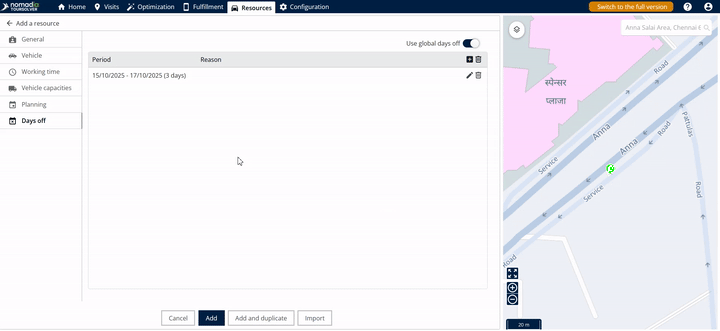 nomadia
TOURSOLVER
Home
Visits
Optimization
Fulfillment
Resources
Configuration
Switch to the full version
Add a resource
General
Vehicle
Working time
Vehicle capacities
Planning
Days off
Use global days off
Period Reason
15/10/2025 - 17/10/2025 (3 days)
Cancel
Add
Add and duplicate
Import
Anna Salai Area, Chennai-6
स्पेन्सर
प्लाजा
Road
Anna
Service
Anna
Road
Pattulas
Service
Road
Road
20 m